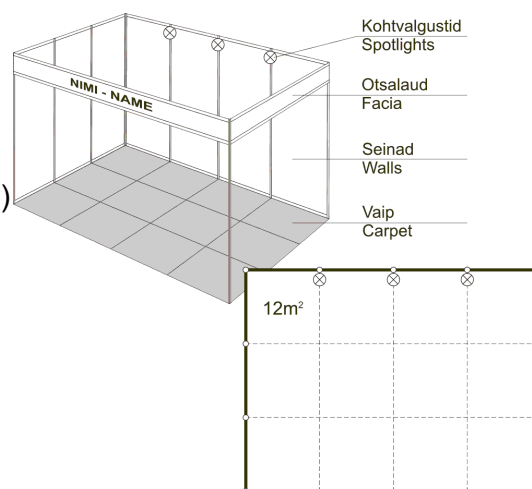 Kohtvalgustid
Spotlights
Otsalaud
Facia
NIMI - NAME
Seinad
Walls
)
Vaip
Carpet
12m²